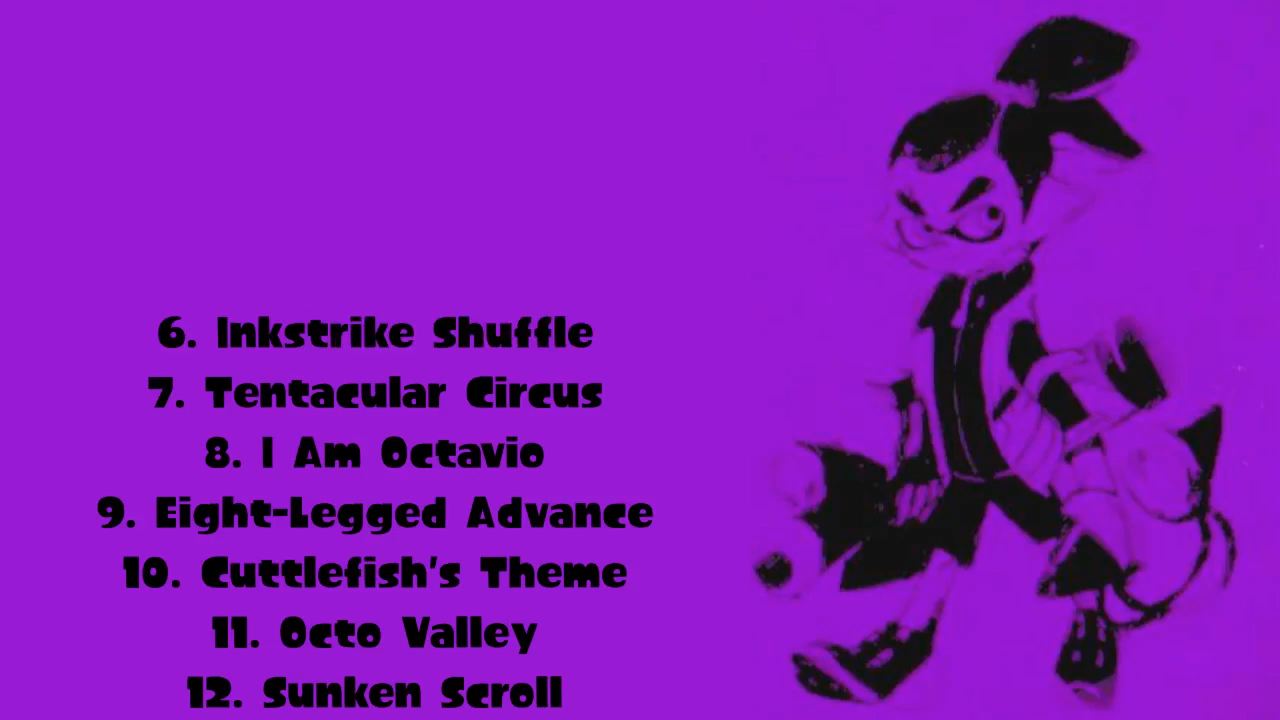 6. Inkstrike Shuffle
7. Tentacular Circus
8. I Am Octavio
9. Eight-Legged Advance
10. Cuttlefish's Theme
11. Octo Valley
12. Sunken Scroll